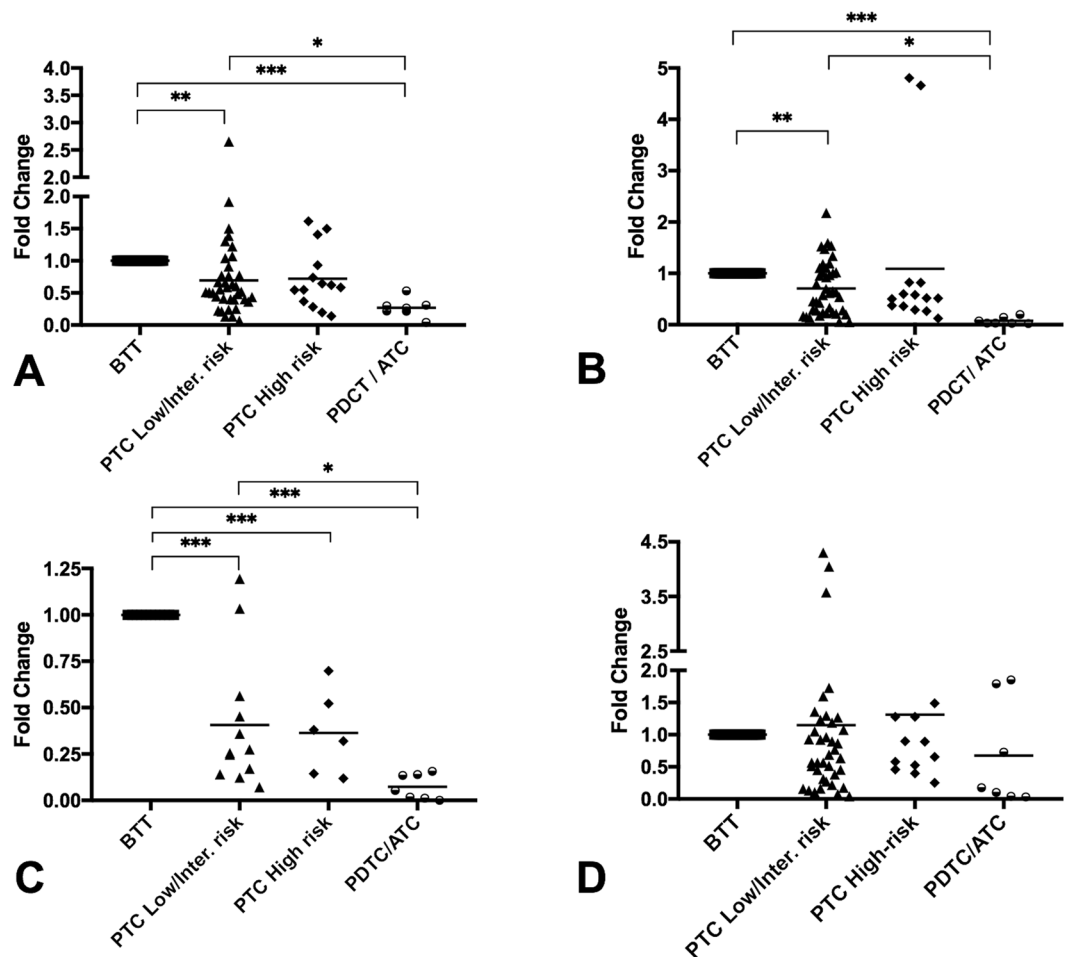 *
***
**
4.0
3.5
3.0
2.5
2.0
2.0
1.5
1.0
0.5
0.0
Fold Change
BTT
PTC Low/Inter. risk
PTC High risk
PDCT / ATC
A
***
*
**
5
4
3
2
1
0
Fold Change
BTT
PTC Low/Inter. risk
PTC High risk
PDCT/ ATC
B
*
***
***
***
1.25
1.00
0.75
0.50
0.25
0.00
Fold Change
BTT
PTC Low/Inter. risk
PTC High risk
PDTC/ATC
C
4.5
3.5
2.5
2.0
1.5
1.0
0.5
0.0
Fold Change
BTT
PTC Low/Inter. risk
PTC High-risk
PDTC/ATC
D